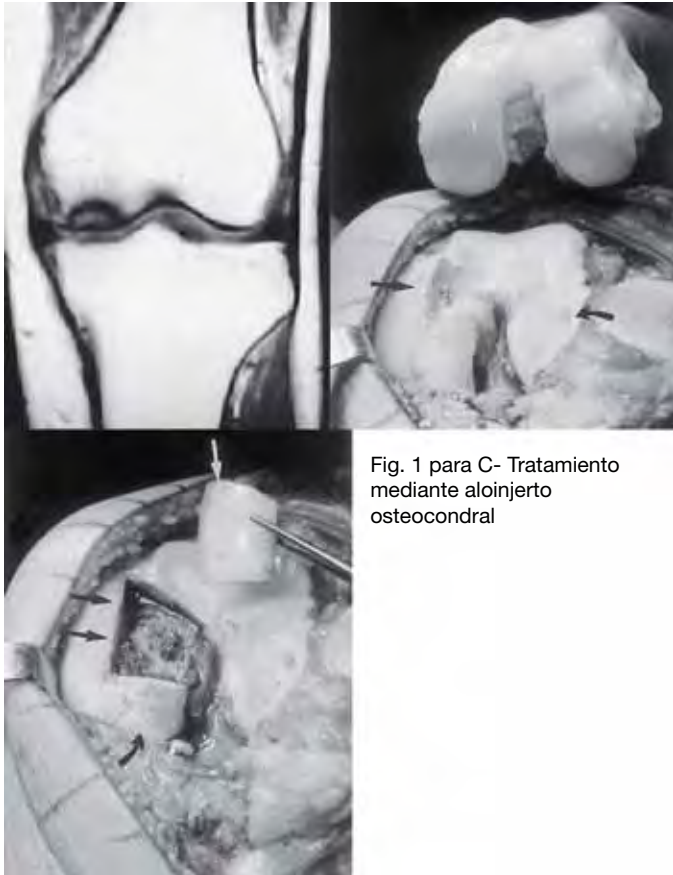 Fig. 1 para C- Tratamiento
mediante aloinjerto
osteocondral